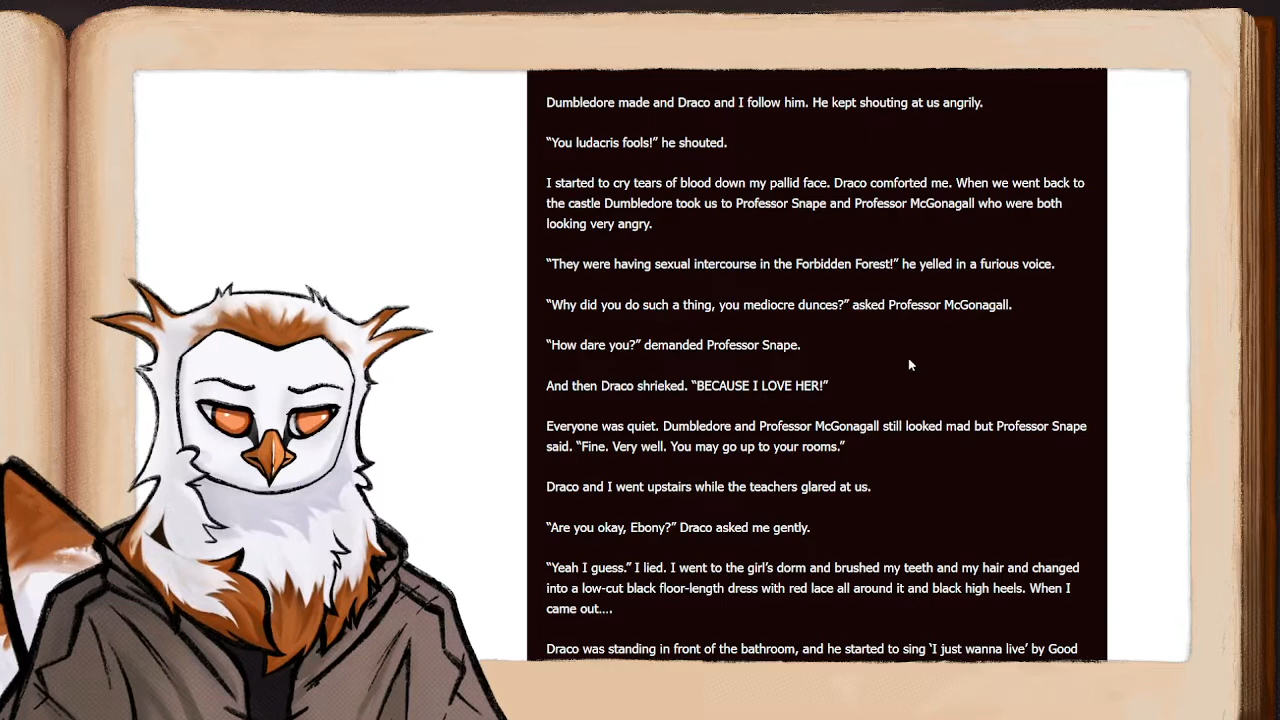 Dumbledore made and Draco and I follow him. He kept shouting at us angrily.
“You ludacris fools!” he shouted.
I started to cry tears of blood down my pallid face. Draco comforted me. When we went back to
the castle Dumbledore took us to Professor Snape and Professor McGonagall who were both
looking very angry.
“They were having sexual intercourse in the Forbidden Forest!” he yelled in a furious voice.
“Why did you do such a thing, you mediocre dunces?” asked Professor McGonagall.
“How dare you?” demanded Professor Snape.
And then Draco shrieked. “BECAUSE I LOVE HER!”
Everyone was quiet. Dumbledore and Professor McGonagall still looked mad but Professor Snape
said. “Fine. Very well. You may go up to your rooms.”
Draco and I went upstairs while the teachers glared at us.
“Are you okay, Ebony?” Draco asked me gently.
“Yeah I guess.” I lied. I went to the girl’s dorm and brushed my teeth and my hair and changed
into a low-cut black floor-length dress with red lace all around it and black high heels. When I
came out….
Draco was standing in front of the bathroom, and he started to sing ‘I just wanna live’ by Good